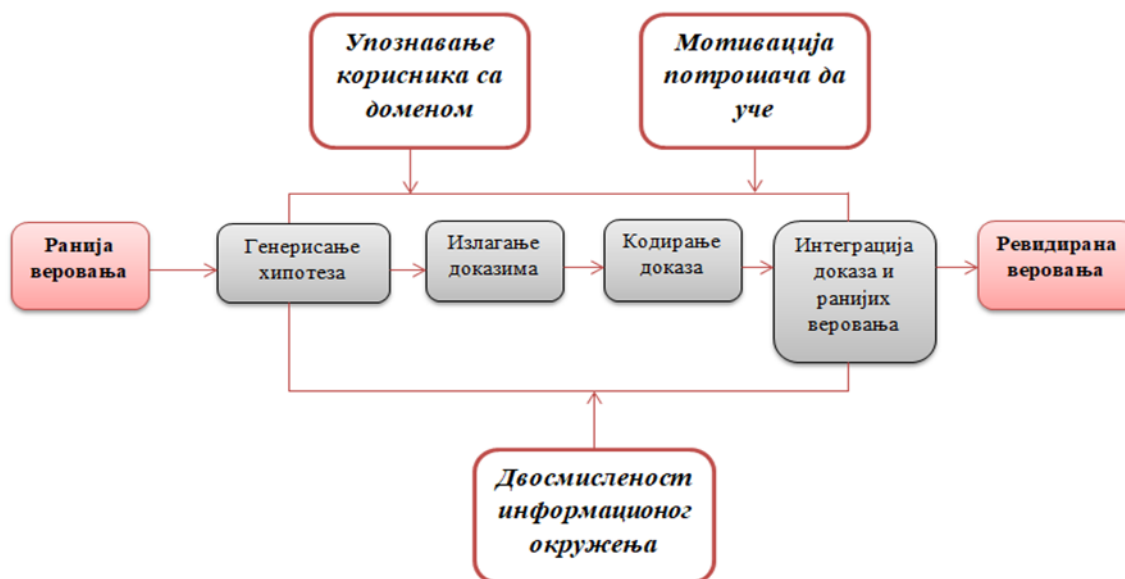 Упознавање
корисника са
доменом
Мотивација
потрошача да
уче
Ранија
веровања
Генерисање
хипотеза
Излагање
доказима
Кодирање
доказа
Интеграција
доказа и
ранијих
веровања
Ревидирана
веровања
Двосмисленост
информационог
окружења